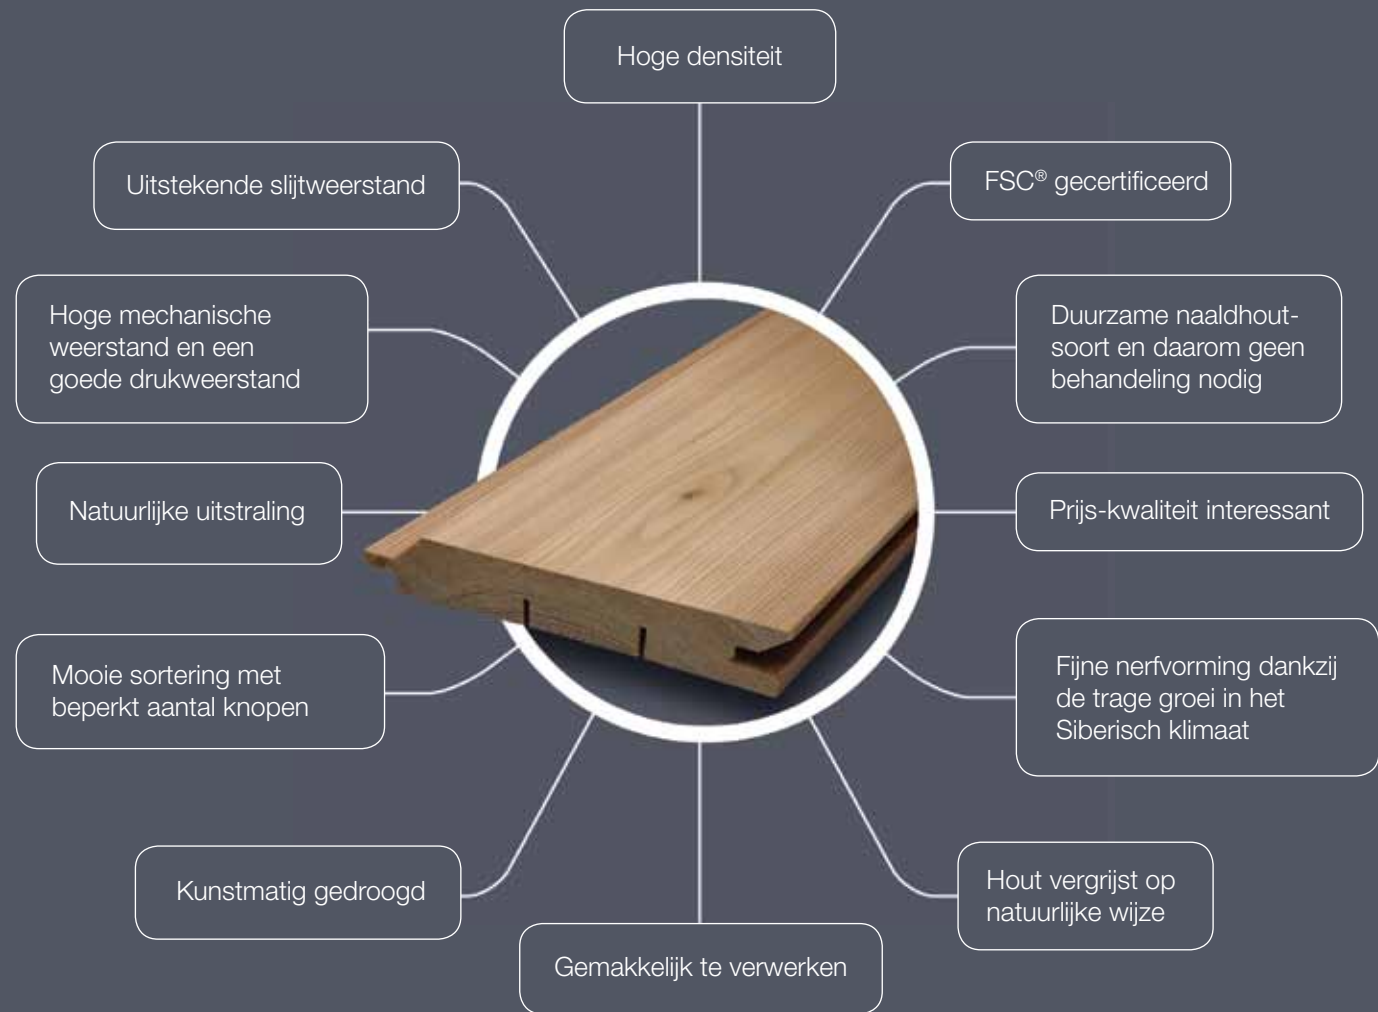 Hoge densiteit
Uitstekende slijtweerstand
FSC® gecertificeerd
Hoge mechanische
weerstand en een
goede drukweerstand
Duurzame naaldhout-
soort en daarom geen
behandeling nodig
Natuurlijke uitstraling
Prijs-kwaliteit interessant
Mooie sortering met
beperkt aantal knopen
Fijne nerfvorming dankzij
de trage groei in het
Siberisch klimaat
Kunstmatig gedroogd
Hout vergrijst op
natuurlijke wijze
Gemakkelijk te verwerken